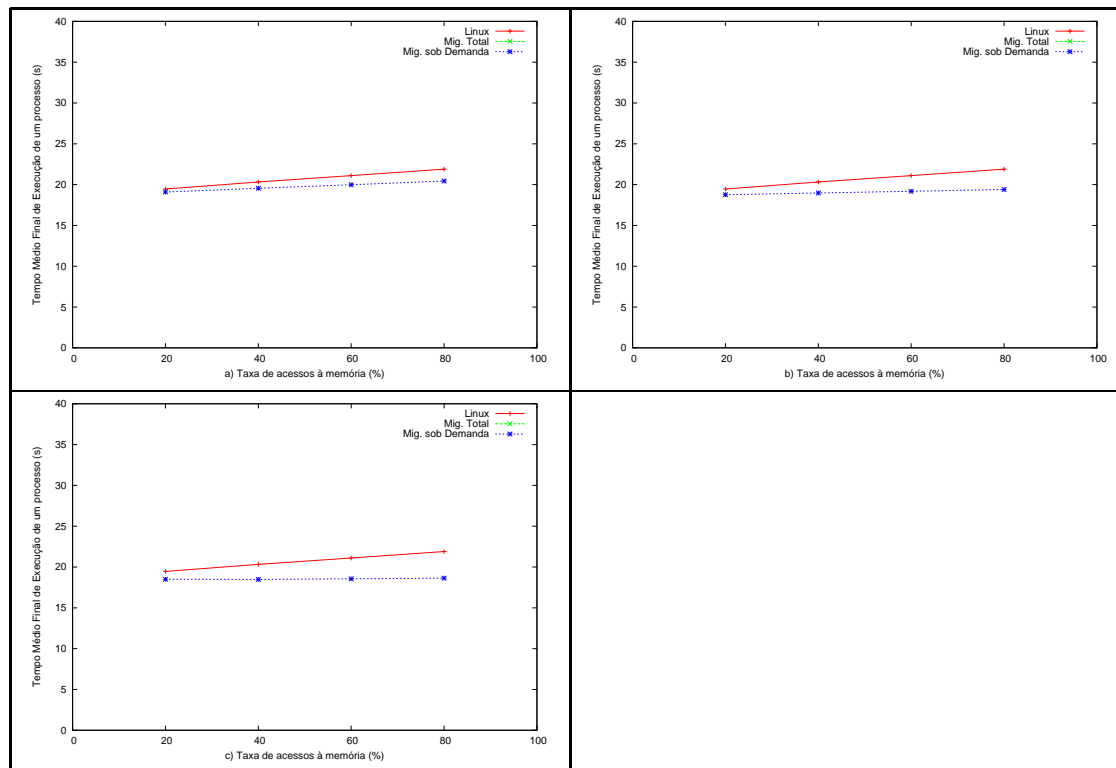 Tempo Médio Final de Execução de um processo (s)
40
35
30
25
20
15
10
5
0
Linux
Mig. Total
Mig. sob Demanda
0 20 40 60 80 100
a) Taxa de acessos à memória (%)
Tempo Médio Final de Execução de um processo (s)
40
35
30
25
20
15
10
5
0
Linux
Mig. Total
Mig. sob Demanda
0 20 40 60 80 100
b) Taxa de acessos à memória (%)
Tempo Médio Final de Execução de um processo (s)
40
35
30
25
20
15
10
5
0
Linux
Mig. Total
Mig. sob Demanda
0 20 40 60 80 100
c) Taxa de acessos à memória (%)